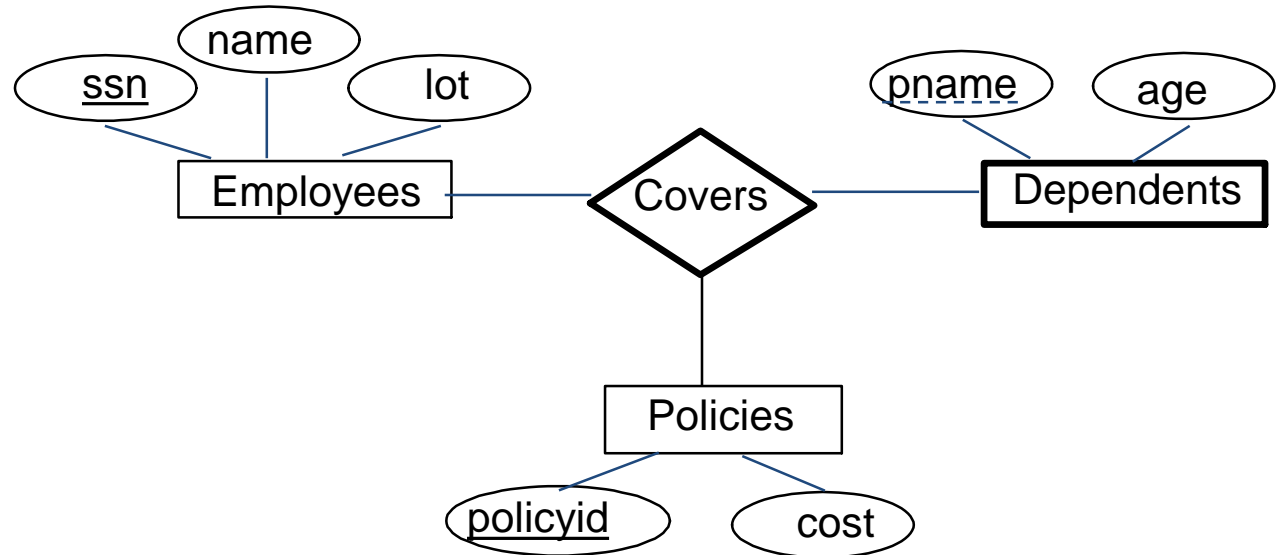 name
ssn
lot
pname
age
Employees
Covers
Dependents
Policies
policyid
cost